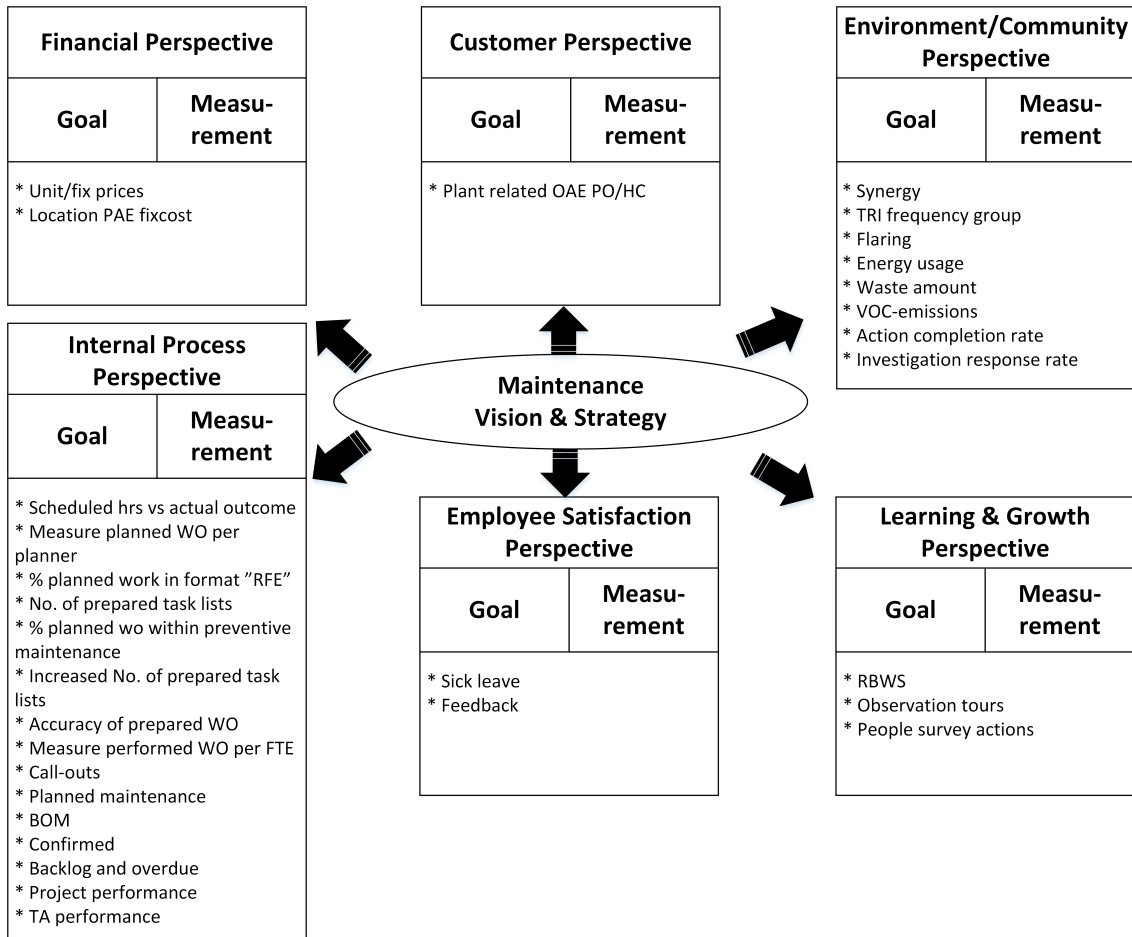 Financial Perspective
Goal
Measu-
rement
* Unit/fix prices
* Location PAE fixcost
Customer Perspective
Goal
Measu-
rement
* Plant related OAE PO/HC
Environment/Community
Perspective
Goal
Measu-
rement
* Synergy
* TRI frequency group
* Flaring
* Energy usage
* Waste amount
* VOC-emissions
* Action completion rate
* Investigation response rate
Maintenance
Vision & Strategy
Internal Process
Perspective
Goal
Measu-
rement
* Scheduled hrs vs actual outcome
* Measure planned WO per
planner
* % planned work in format ”RFE”
* No. of prepared task lists
* % planned wo within preventive
maintenance
* Increased No. of prepared task
lists
* Accuracy of prepared WO
* Measure performed WO per FTE
* Call-outs
* Planned maintenance
* BOM
* Confirmed
* Backlog and overdue
* Project performance
* TA performance
Employee Satisfaction
Perspective
Goal
Measu-
rement
* Sick leave
* Feedback
Learning & Growth
Perspective
Goal
Measu-
rement
* RBWS
* Observation tours
* People survey actions